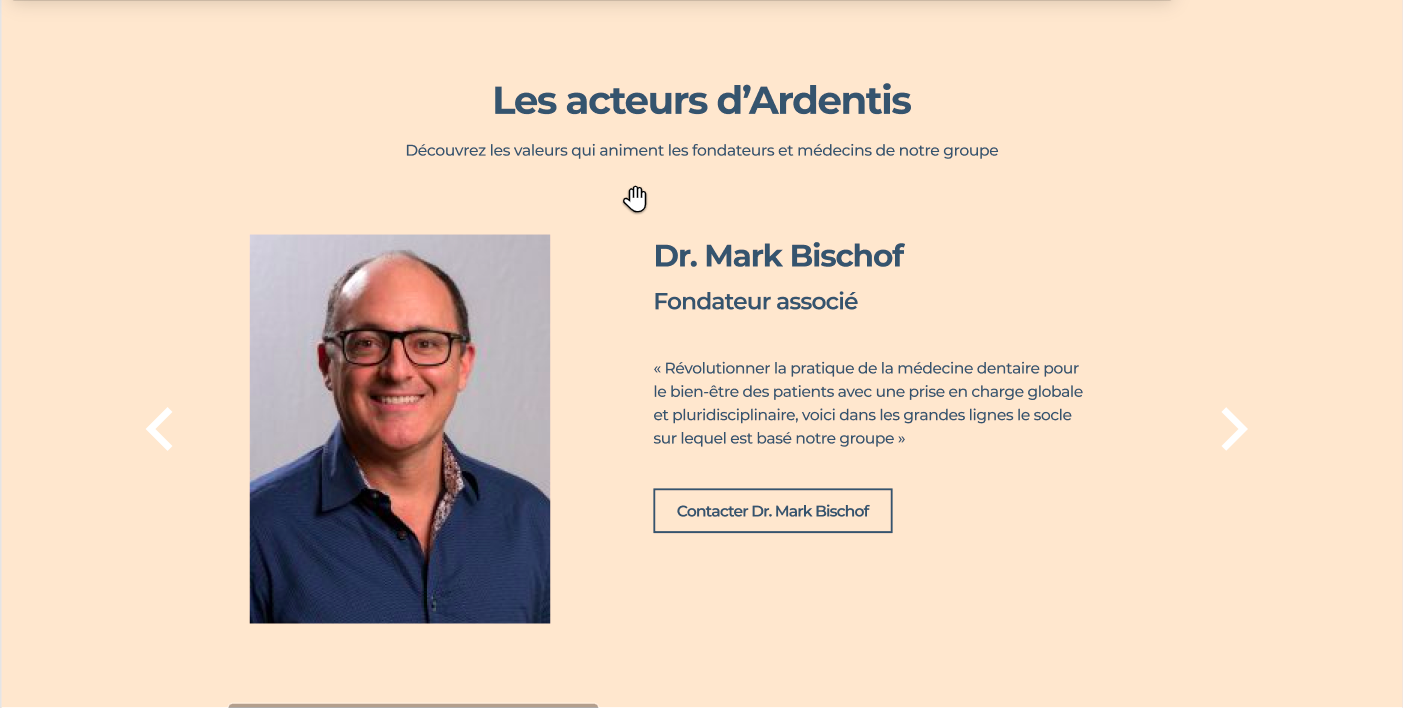 Les acteurs d’Ardentis
Découvrez les valeurs qui animent les fondateurs et médecins de notre groupe
Dr. Mark Bischof
Fondateur associé
« Révolutionner la pratique de la médecine dentaire pour
le bien-être des patients avec une prise en charge globale
et pluridisciplinaire, voici dans les grandes lignes le socle
sur lequel est basé notre groupe »
Contacter Dr. Mark Bischof